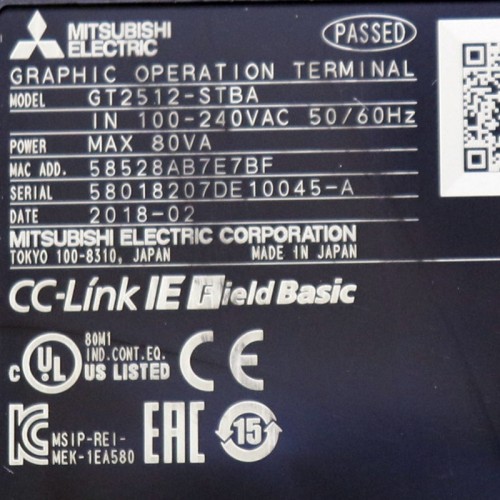 MITSUBISHI
ELECTRIC
PASSED
GRAPHIC OPERATION TERMINAL
MODEL GT2512-STBA
IN 100-240VAC 50/60Hz
POWER MAX 80VA
MAC ADD. 58528AB7E7BF
SERIAL 58018207DE10045-A
DATE 2018-02
MITSUBISHI ELECTRIC CORPORATION
TOKYO 100-8310, JAPAN MADE IN JAPAN
CC-Link IE Field Basic
80M1
IND.CONT.EQ.
C UL US LISTED
CE
KC
MSIP-REI-
MEK-1EA580
EAC
15